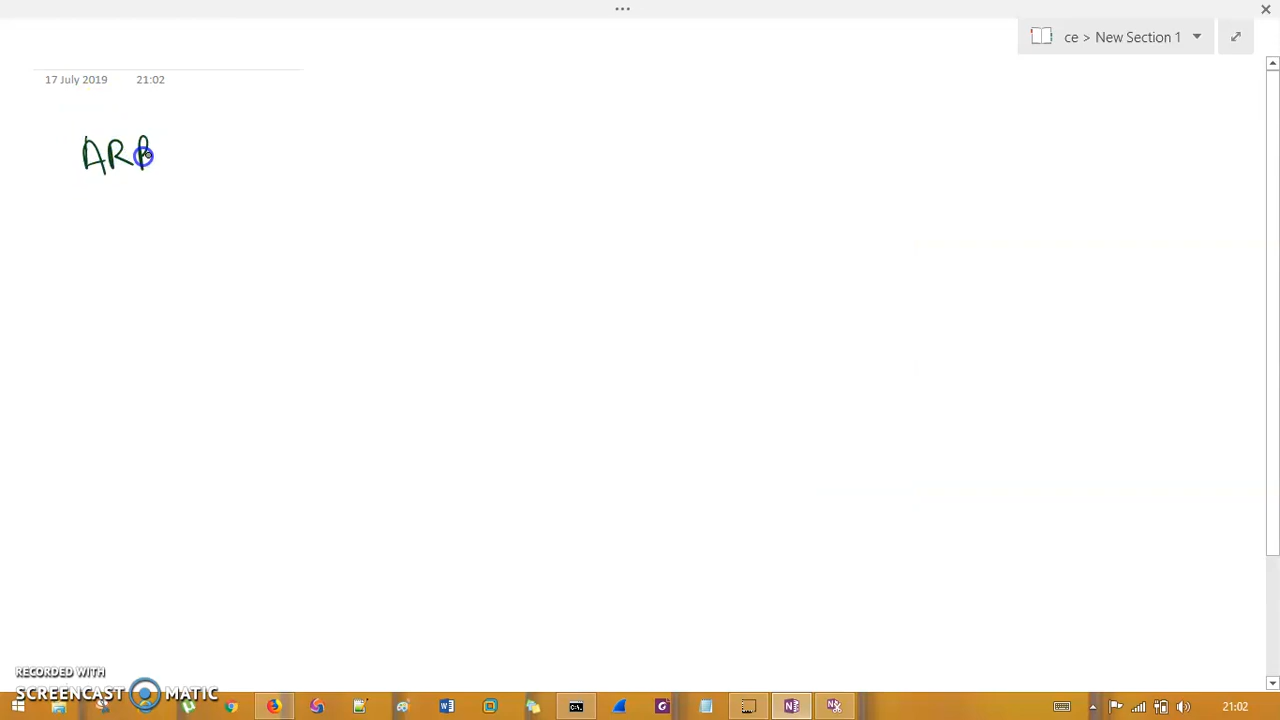 ce > New Section 1
17 July 2019 21:02
ARP
RECORDED WITH
SCREENCAST MATIC
21:02